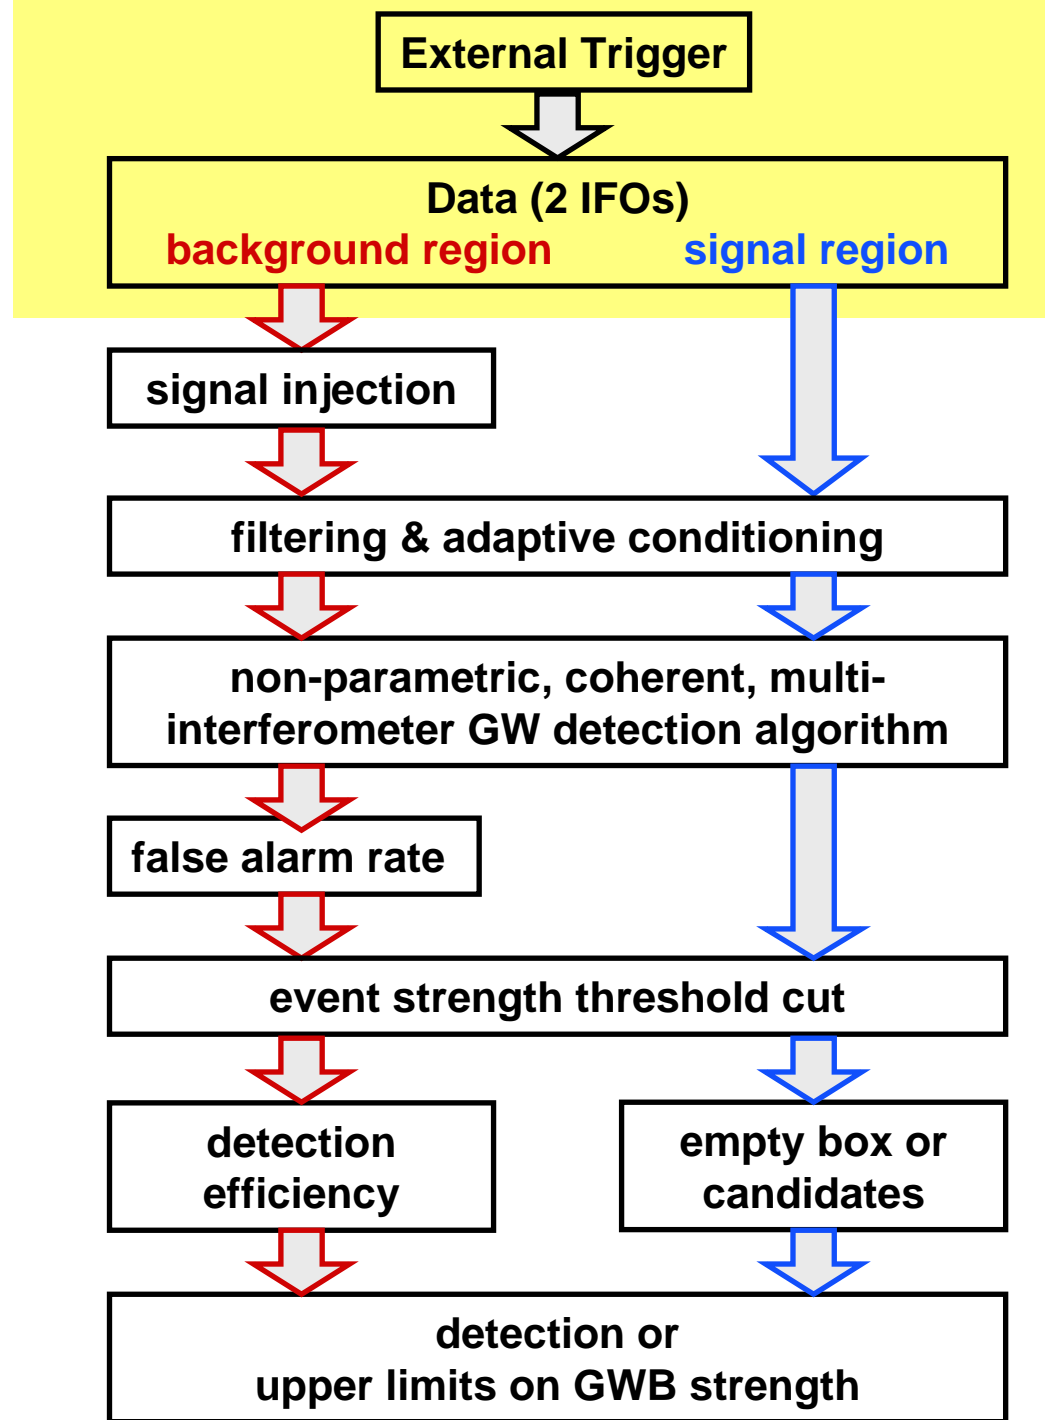 External Trigger
Data (2 IFOs)
background region signal region
signal injection
filtering & adaptive conditioning
non-parametric, coherent, multi-
interferometer GW detection algorithm
false alarm rate
event strength threshold cut
detection
efficiency
empty box or
candidates
detection or
upper limits on GWB strength